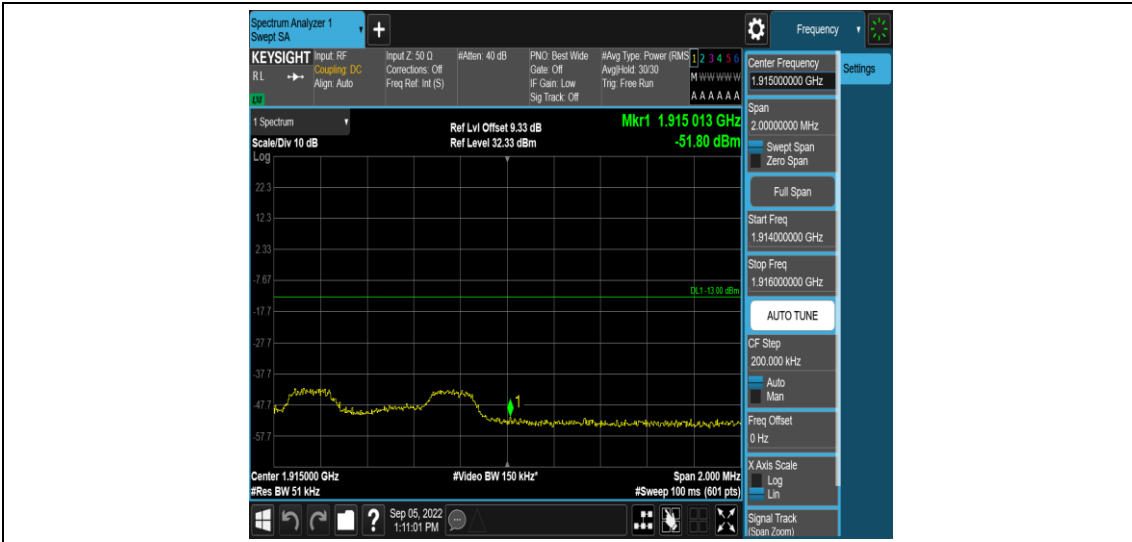 Spectrum Analyzer 1
Swept SA
+
Frequency
KEYSIGHT
RL
LXI
Input: RF
Coupling: DC
Align: Auto
Input Z: 50 Ω
Corrections: Off
Freq Ref: Int (S)
#Atten: 40 dB
PNO: Best Wide
Gate: Off
IF Gain: Low
Sig Track: Off
#Avg Type: Power (RMS
Avg|Hold: 30/30
Trig: Free Run
1 2 3 4 5 6
M W W W W W
A A A A A A
1 Spectrum
Scale/Div 10 dB
Log
Ref Lvl Offset 9.33 dB
Ref Level 32.33 dBm
Mkr1 1.915 013 GHz
-51.80 dBm
22.3
12.3
2.33
-7.67
DL1 -13.00 dBm
-17.7
-27.7
-37.7
-47.7
1
-57.7
Center 1.915000 GHz
#Video BW 150 kHz*
Span 2.000 MHz
#Res BW 51 kHz
#Sweep 100 ms (601 pts)
?
Sep 05, 2022
1:11:01 PM
Center Frequency
1.915000000 GHz
Settings
Span
2.00000000 MHz
Swept Span
Zero Span
Full Span
Start Freq
1.914000000 GHz
Stop Freq
1.916000000 GHz
AUTO TUNE
CF Step
200.000 kHz
Auto
Man
Freq Offset
0 Hz
X Axis Scale
Log
Lin
Signal Track
(Span Zoom)